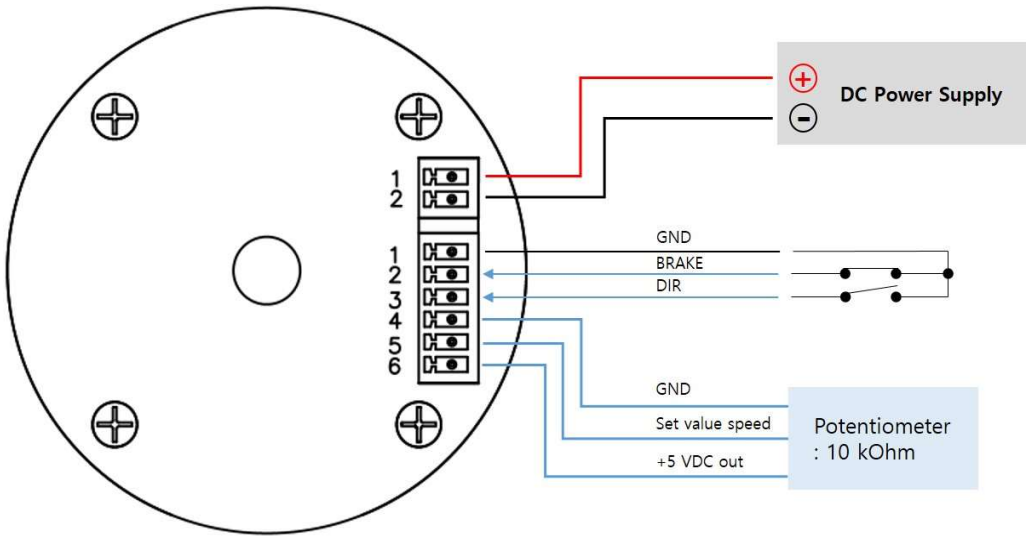 +
DC Power Supply
-
1
2
1
2
3
4
5
6
GND
BRAKE
DIR
GND
Set value speed
+5 VDC out
Potentiometer
: 10 kOhm